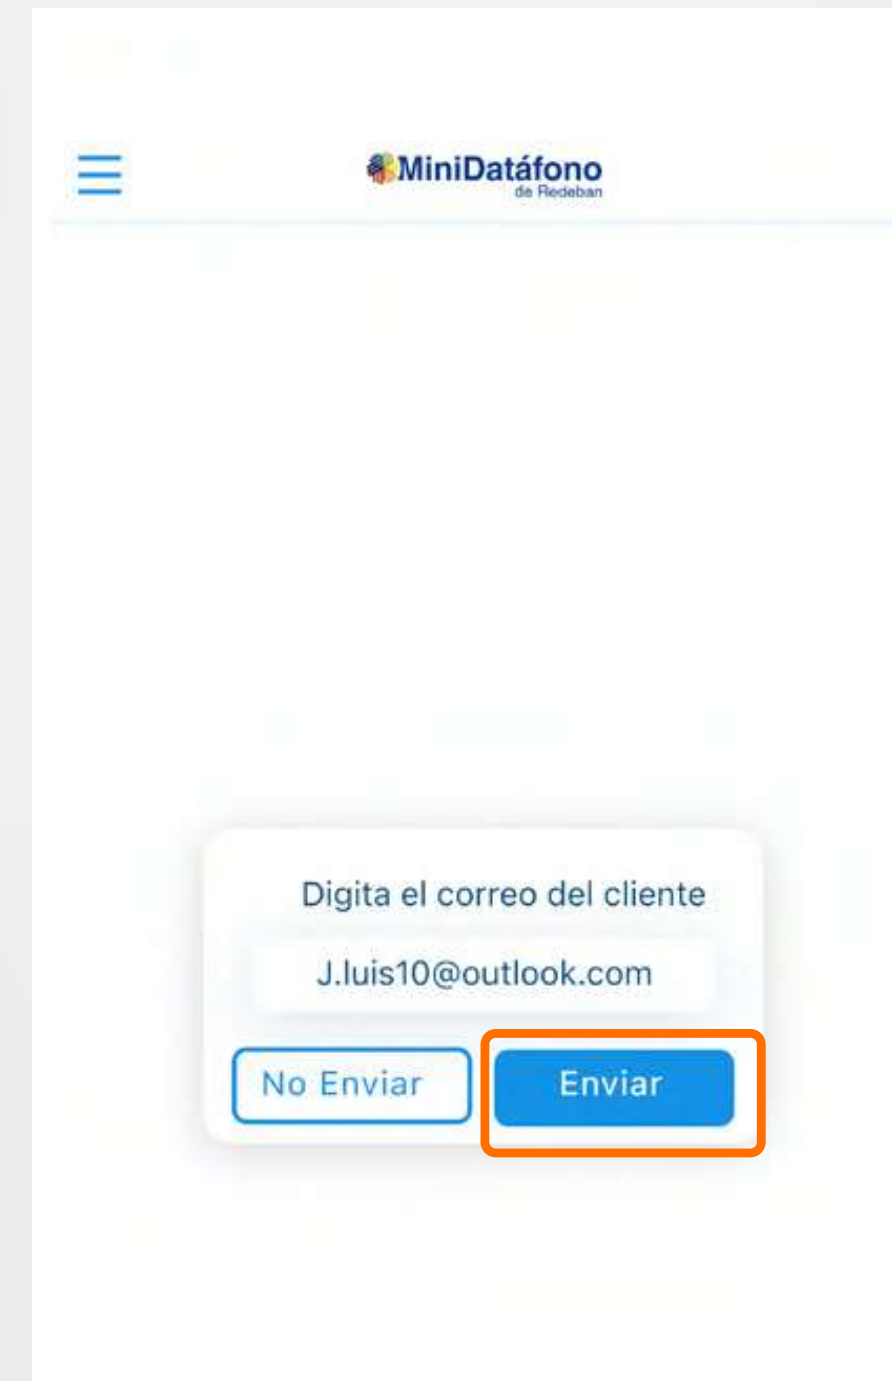 MiniDatáfono
de Redeban
Digita el correo del cliente
J.luis10@outlook.com
No Enviar
Enviar